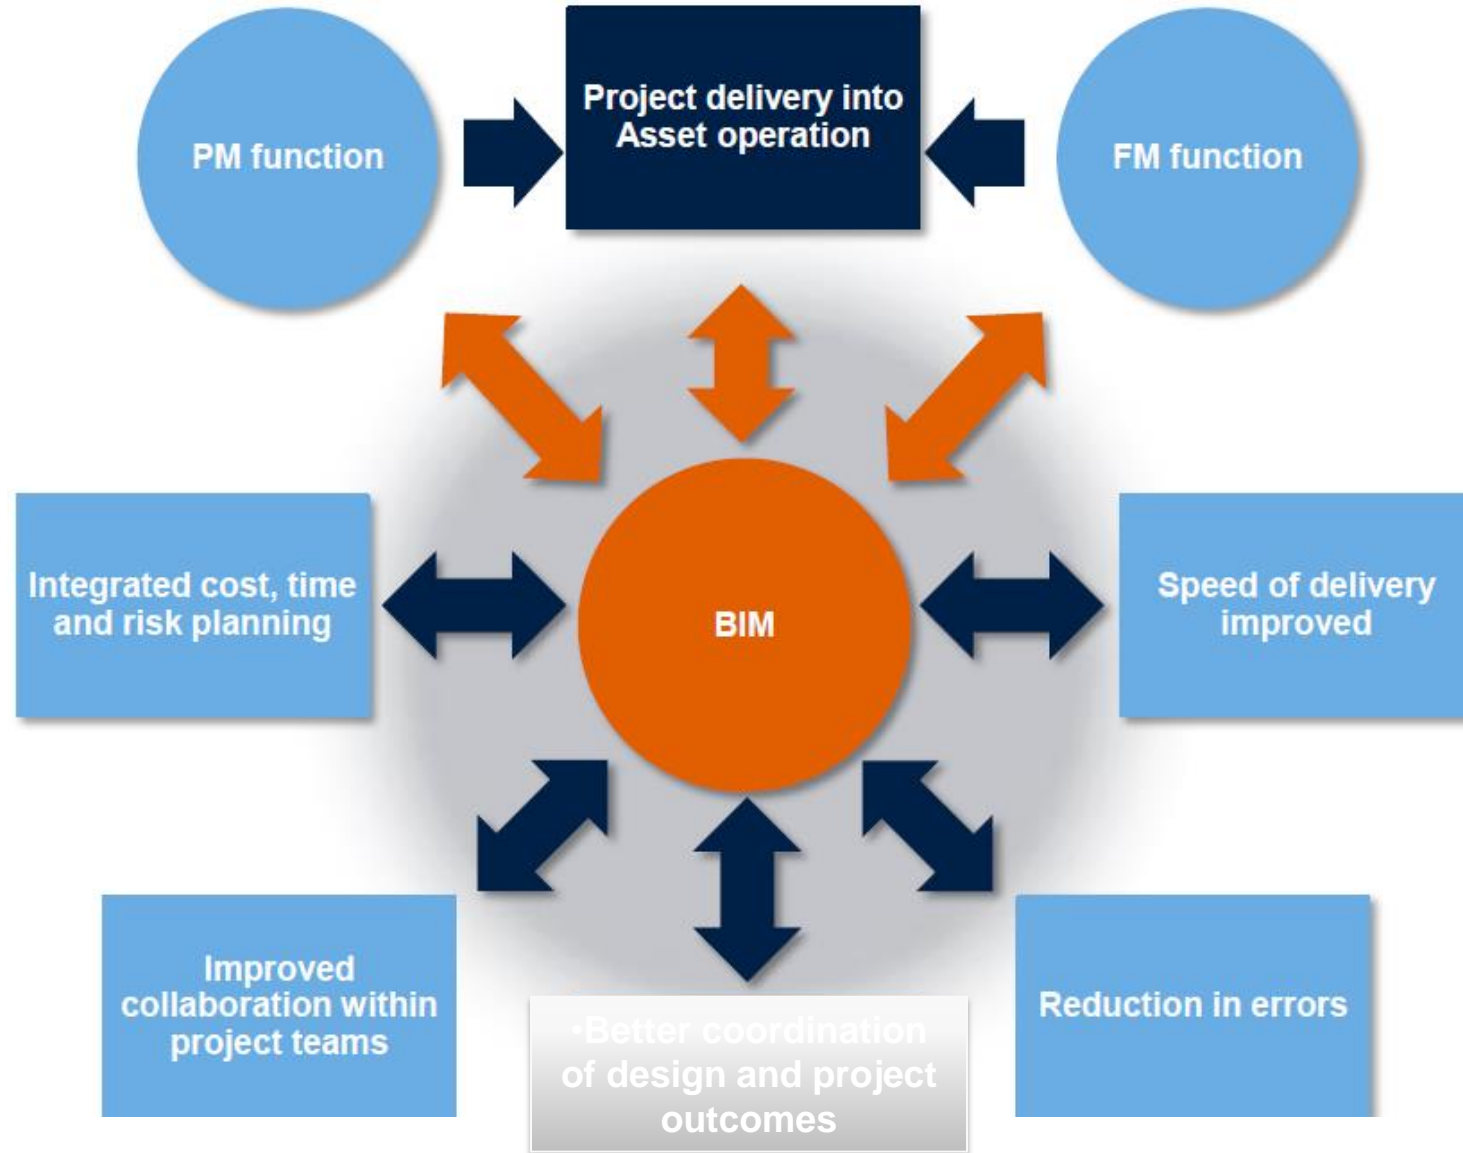 PM function
Project delivery into
Asset operation
FM function
Integrated cost, time
and risk planning
BIM
Speed of delivery
improved
Improved
collaboration within
project teams
•Better coordination
of design and project
outcomes
Reduction in errors